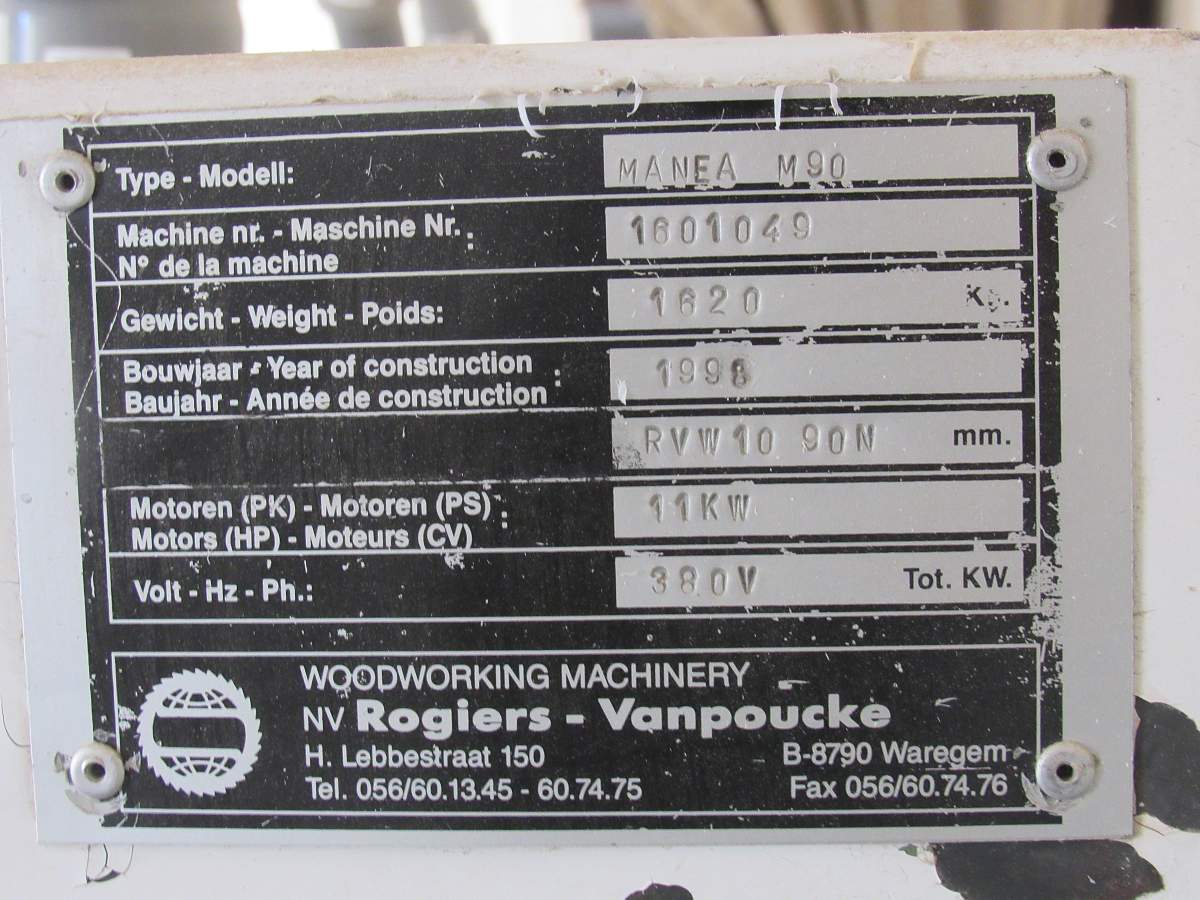 Type - Modell: MANEA M90
Machine nr. - Maschine Nr. : 1601049
N° de la machine
Gewicht - Weight - Poids: 1620 Kg.
Bouwjaar - Year of construction : 1998
Baujahr - Année de construction
RVW10 90N mm.
Motoren (PK) - Motoren (PS) : 11KW
Motors (HP) - Moteurs (CV)
Volt - Hz - Ph.: 380V Tot. KW.
WOODWORKING MACHINERY
NV Rogiers - Vanpoucke
H. Lebbestraat 150 B-8790 Waregem
Tel. 056/60.13.45 - 60.74.75 Fax 056/60.74.76